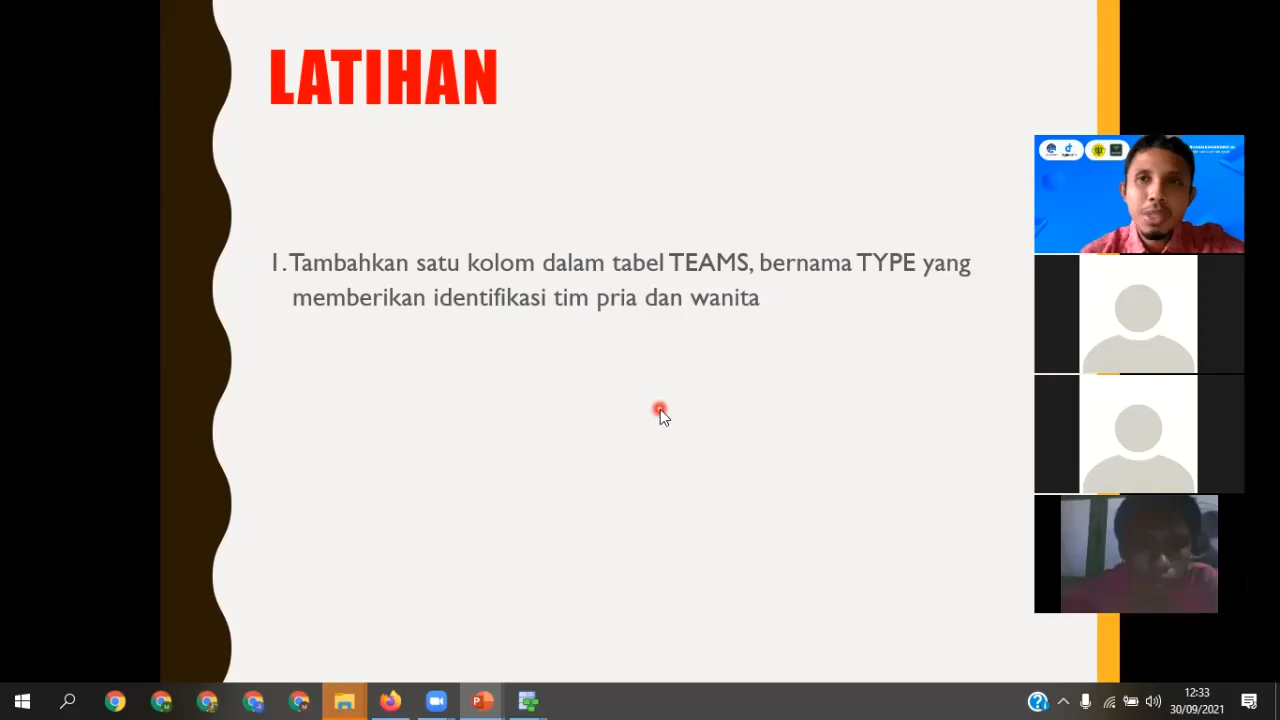 LATIHAN
1. Tambahkan satu kolom dalam tabel TEAMS, bernama TYPE yang
memberikan identifikasi tim pria dan wanita
12:33
30/09/2021